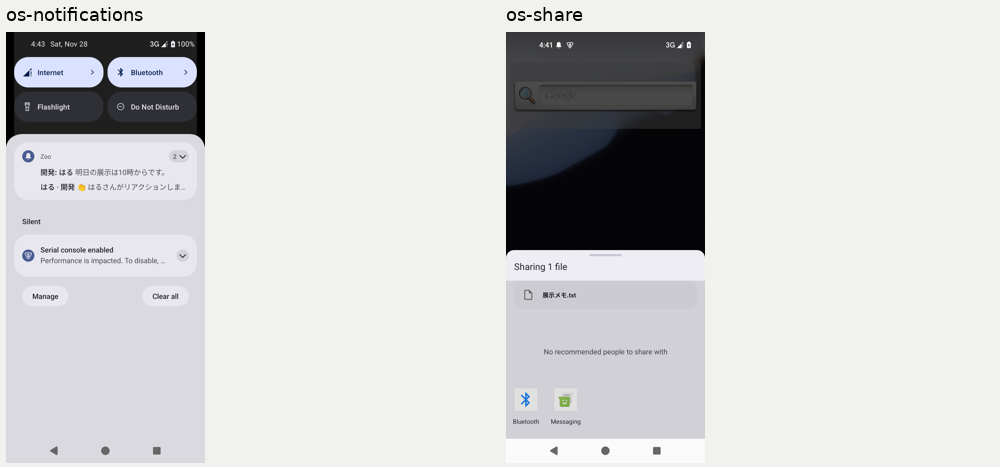 os-notifications
4:43 Sat, Nov 28
3G 100%
Internet
Bluetooth
Flashlight
Do Not Disturb
Zoo
2
開発: はる 明日の展示は10時からです。
はる · 開発 👏 はるさんがリアクションしま…
Silent
Serial console enabled
Performance is impacted. To disable, …
Manage
Clear all
os-share
4:41
3G
Google
Sharing 1 file
展示メモ.txt
No recommended people to share with
Bluetooth
Messaging